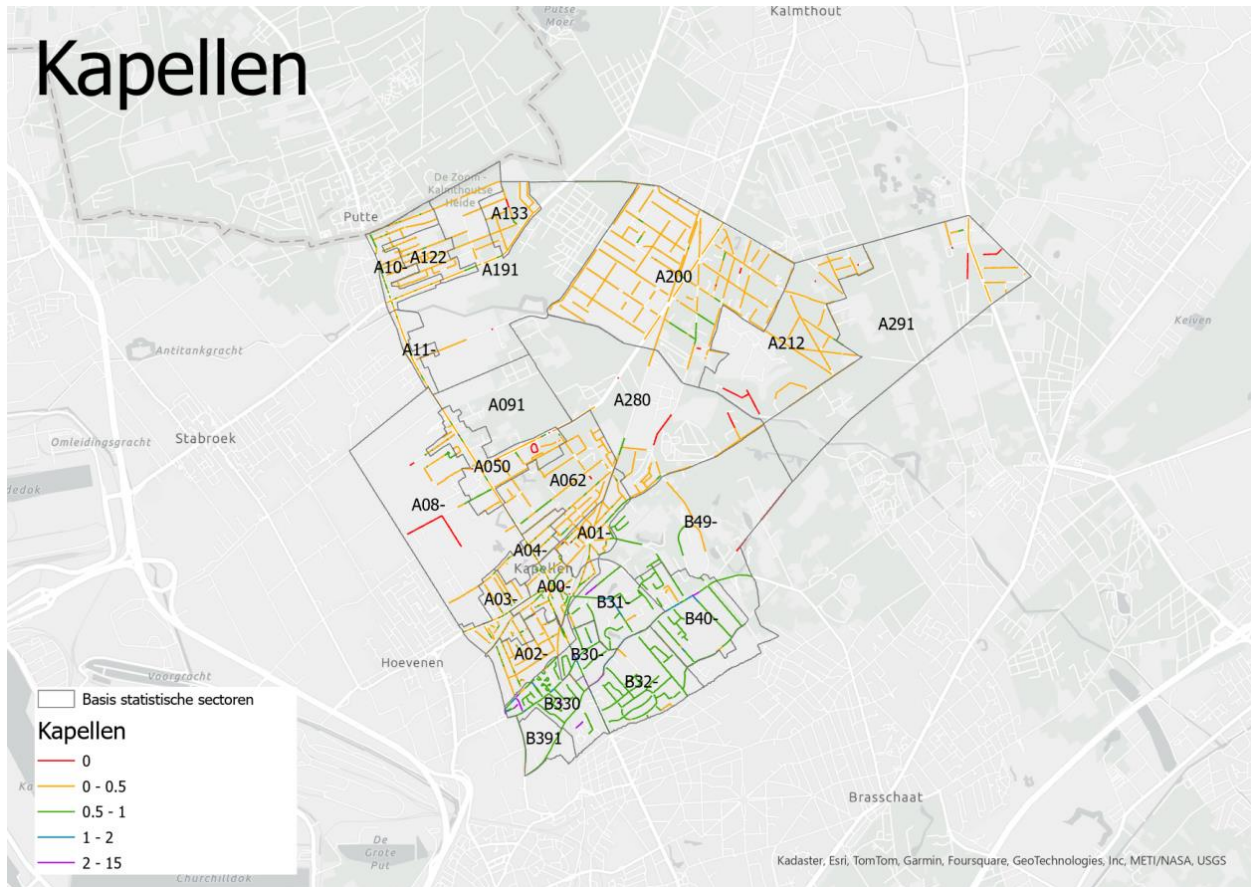 Kalmthout
Putse
Moer
Kapellen
De Zoom -
Kalmthoutse
Heide
Putte
A133
A10-
A122
A191
A200
A291
A11-
A212
Keiven
Antitankgracht
A280
A091
Stabroek
Omleidingsgracht
A050
A062
A08-
B49-
A01-
A04-
Kapellen
A00-
A03-
B31-
B40-
A02-
B30-
Hoevenen
B32-
Voorgracht
B330
B391
Basis statistische sectoren
Kapellen
0
0 - 0.5
0.5 - 1
1 - 2
2 - 15
Brasschaat
De
Grote
Put
Churchilldok
Kadaster, Esri, TomTom, Garmin, Foursquare, GeoTechnologies, Inc, METI/NASA, USGS